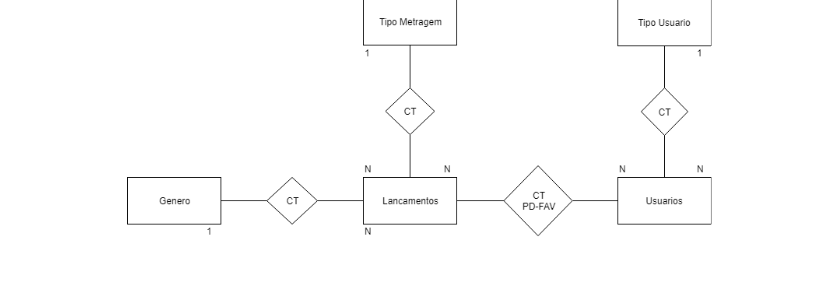 Tipo Metragem
Tipo Usuario
1
1
CT
CT
N
N
N
N
Genero
CT
Lancamentos
CT
PD-FAV
Usuarios
1
N